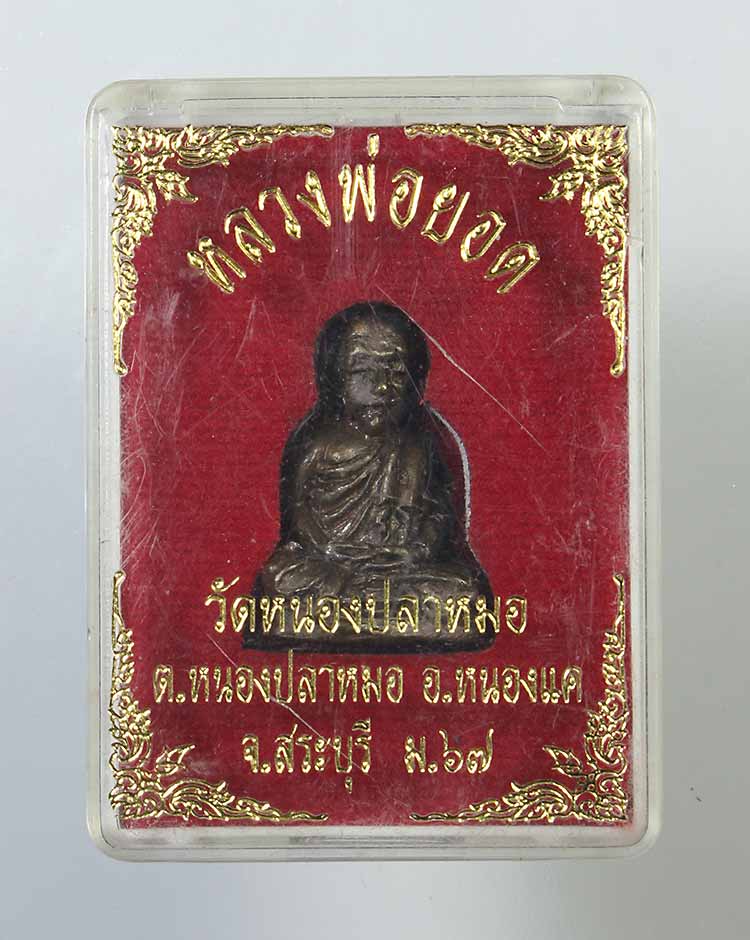 หลวงพ่อยอด
วัดหนองปลาหมอ
ต.หนองปลาหมอ อ.หนองแค
จ.สระบุรี ม.๖๗